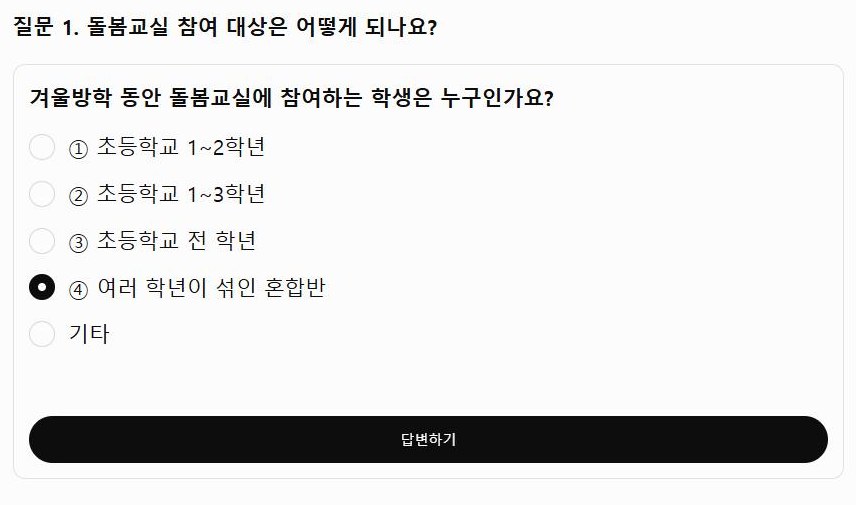 질문 1. 돌봄교실 참여 대상은 어떻게 되나요?
겨울방학 동안 돌봄교실에 참여하는 학생은 누구인가요?
① 초등학교 1~2학년
② 초등학교 1~3학년
③ 초등학교 전 학년
④ 여러 학년이 섞인 혼합반
기타
답변하기